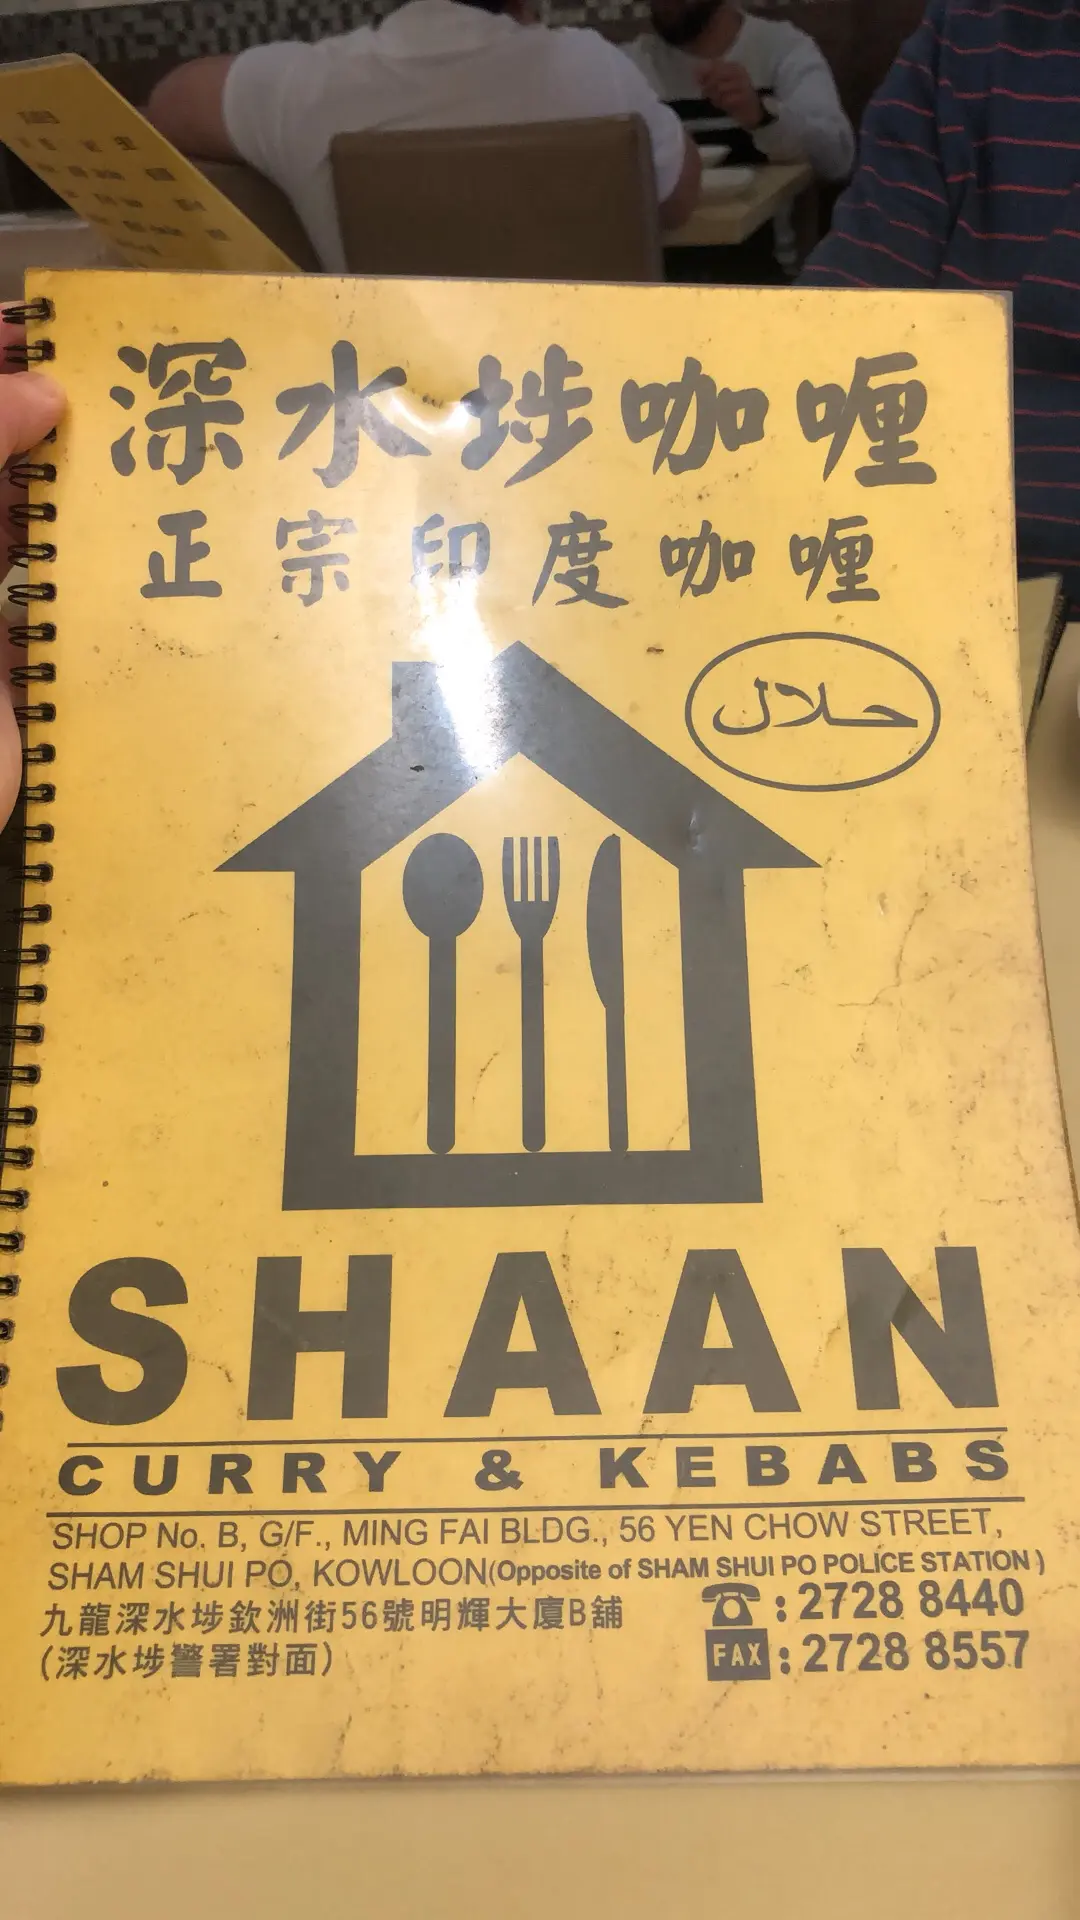 深水埗咖喱
正宗印度咖喱
حلال
SHAAN
CURRY & KEBABS
SHOP No. B, G/F., MING FAI BLDG., 56 YEN CHOW STREET,
SHAM SHUI PO, KOWLOON(Opposite of SHAM SHUI PO POLICE STATION )
九龍深水埗欽洲街56號明輝大廈B舖
(深水埗警署對面)
: 2728 8440
FAX : 2728 8557